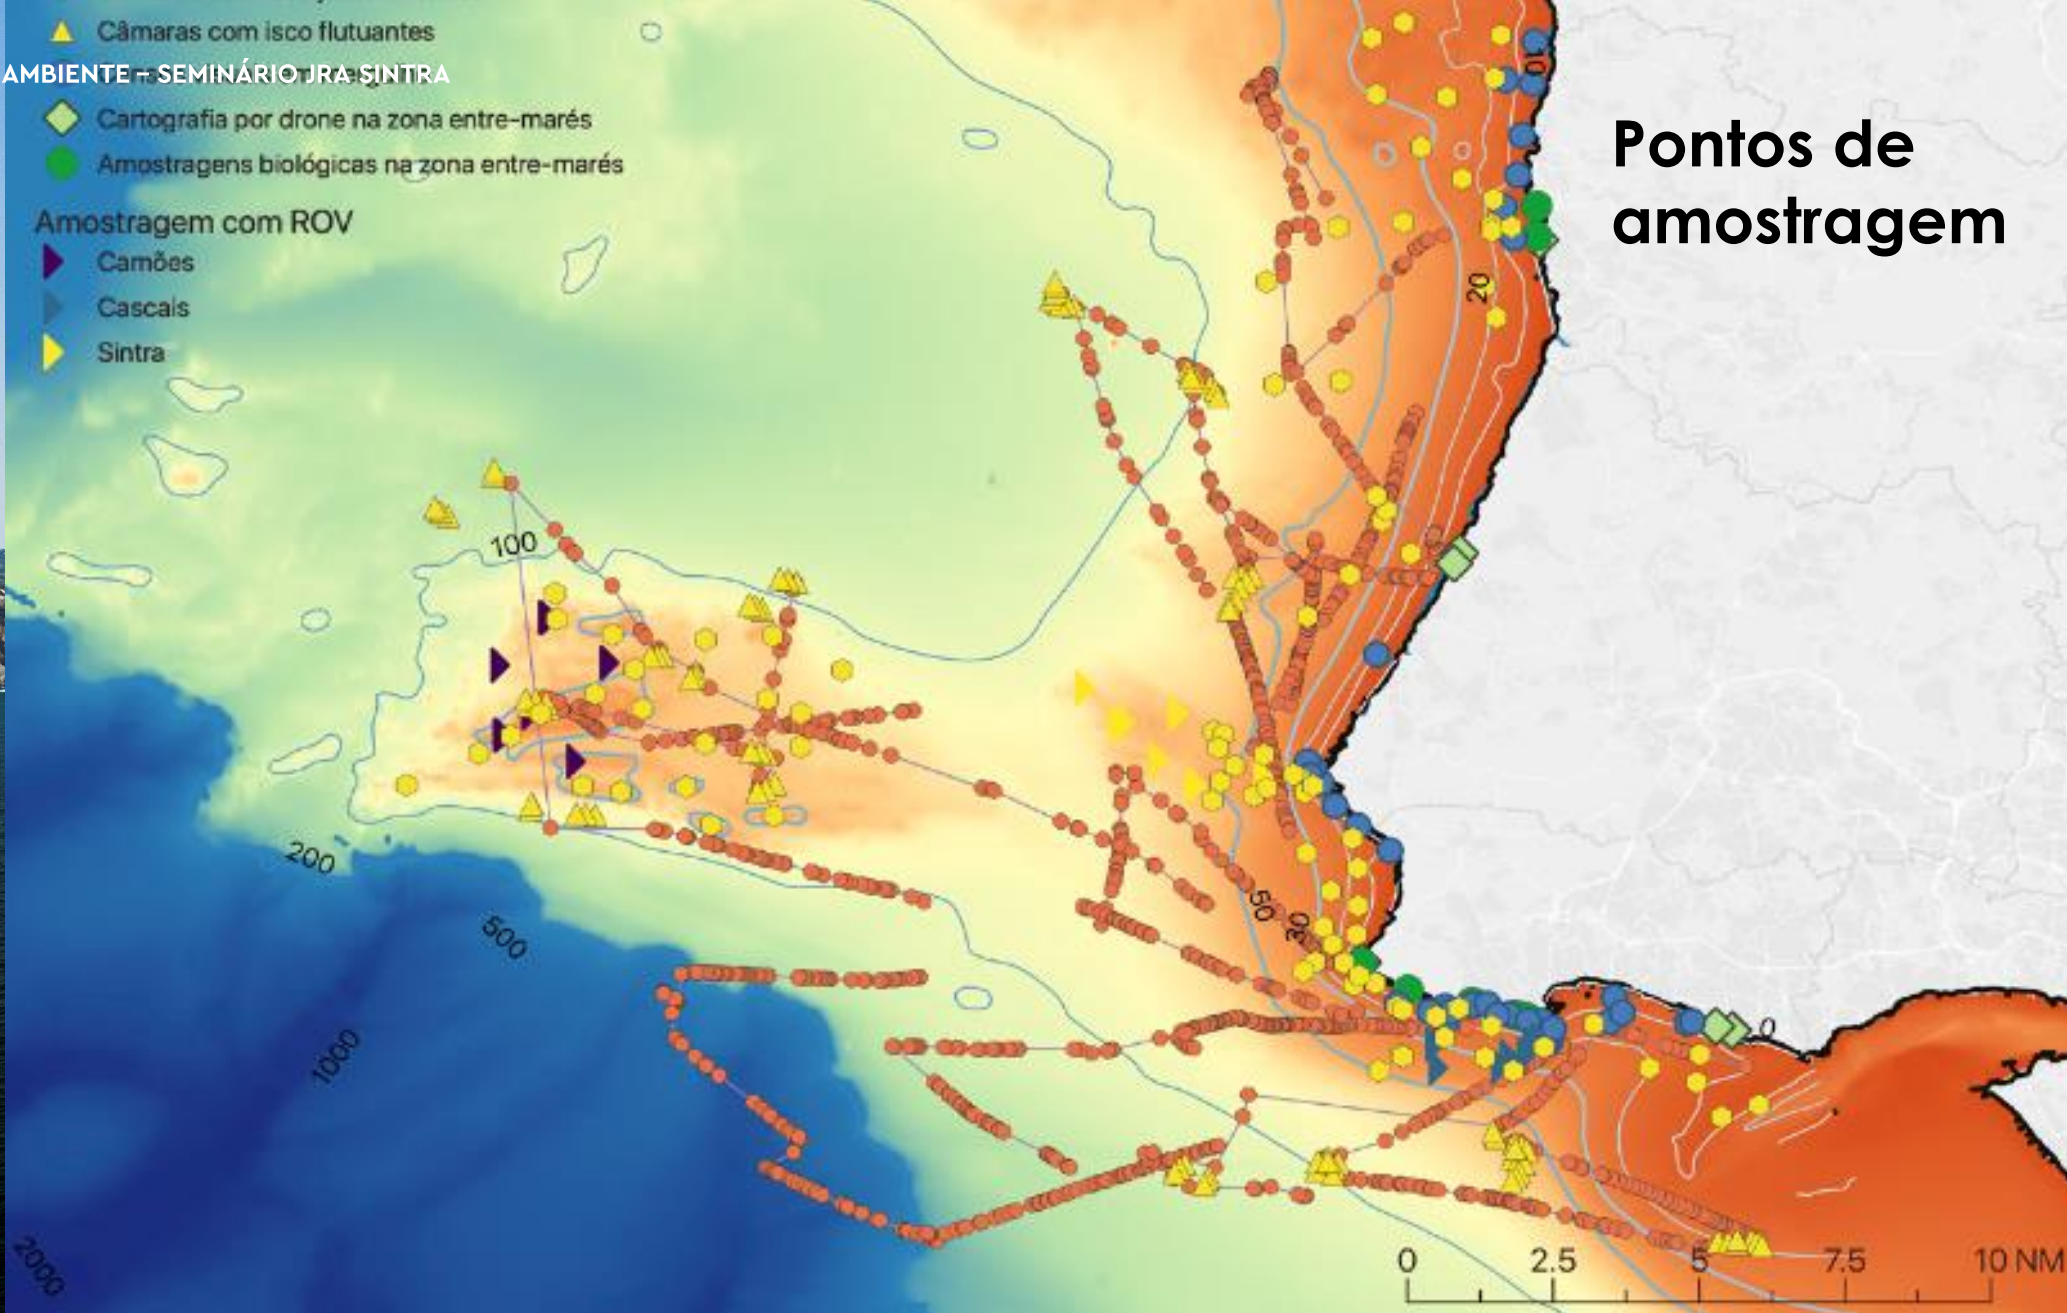 Câmaras com isco flutuantes
AMBIENTE – SEMINÁRIO JRA SINTRA
Cartografia por drone na zona entre-marés
Amostragens biológicas na zona entre-marés
Amostragem com ROV
Camões
Cascais
Sintra
Pontos de
amostragem
10
20
100
200
500
1000
2000
50
30
0
0 2.5 5 7.5 10 NM